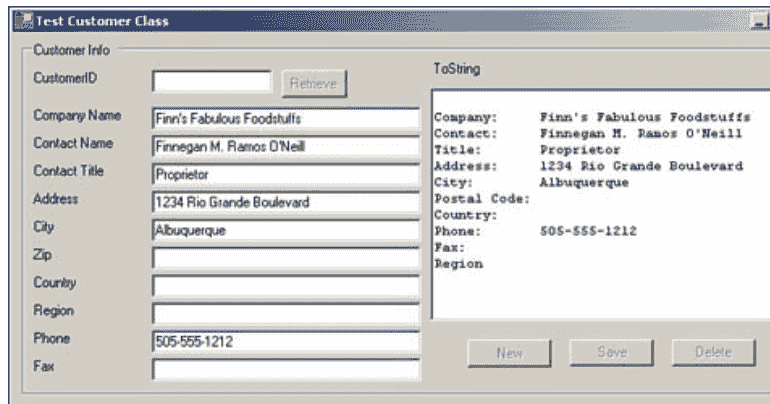 Test Customer Class
Customer Info
CustomerID
Retrieve
Company Name Finn's Fabulous Foodstuffs
Contact Name Finnegan M. Ramos O'Neill
Contact Title Proprietor
Address 1234 Rio Grande Boulevard
City Albuquerque
Zip
Country
Region
Phone 505-555-1212
Fax
ToString
Company: Finn's Fabulous Foodstuffs
Contact: Finnegan M. Ramos O'Neill
Title: Proprietor
Address: 1234 Rio Grande Boulevard
City: Albuquerque
Postal Code:
Country:
Phone: 505-555-1212
Fax:
Region
New Save Delete